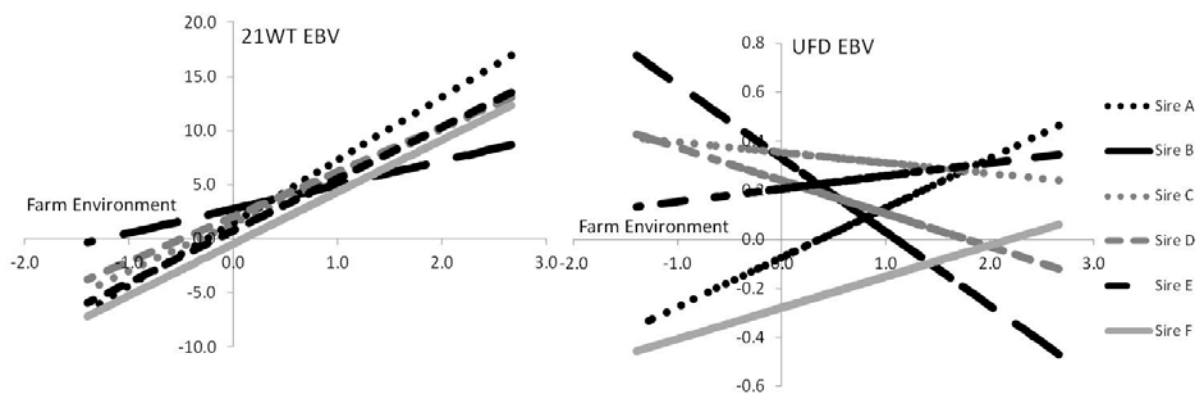 21WT EBV
20.0
15.0
10.0
5.0
0.0
-5.0
-10.0
Farm Environment
-2.0 -1.0 0.0 1.0 2.0 3.0
UFD EBV
0.8
0.6
0.4
0.2
0.0
-0.2
-0.4
-0.6
Farm Environment
-2.0 -1.0 0.0 1.0 2.0 3.0
Sire A
Sire B
Sire C
Sire D
Sire E
Sire F